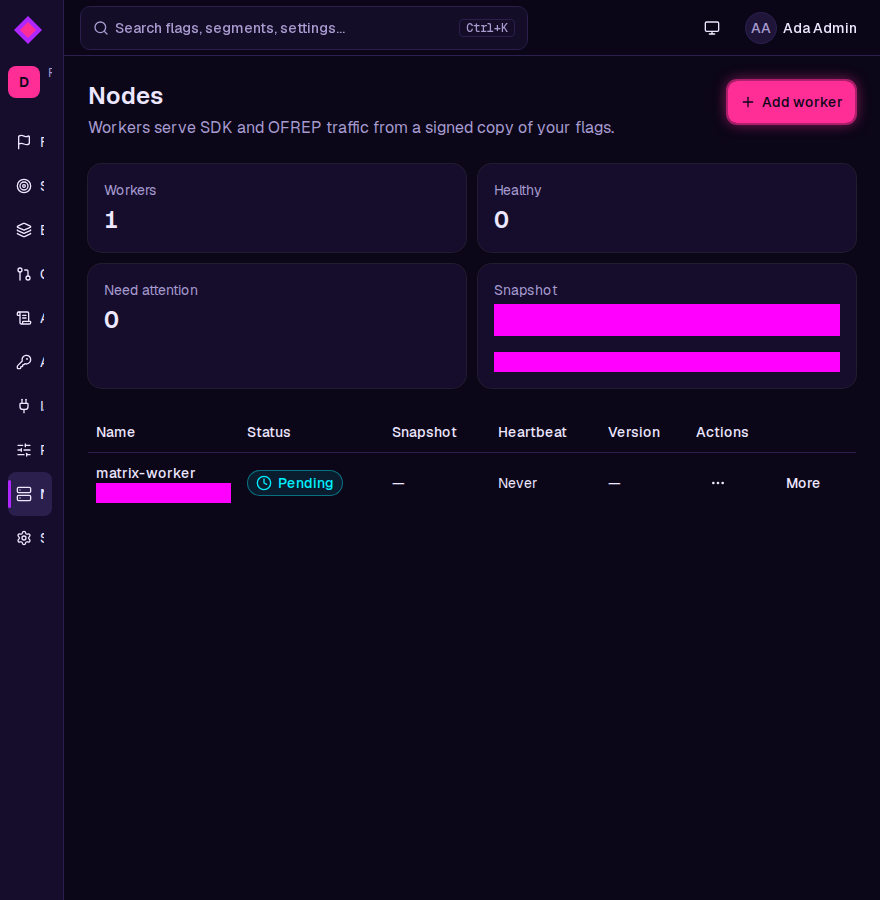 Search flags, segments, settings...
Ctrl+K
AA
Ada Admin
D
Nodes
Workers serve SDK and OFREP traffic from a signed copy of your flags.
Add worker
Workers
1
Healthy
0
Need attention
0
Snapshot
Name Status Snapshot Heartbeat Version Actions
matrix-worker
Pending
—
Never
—
More